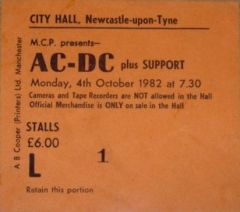 CITY HALL, Newcastle-upon-Tyne
M.C.P. presents—
AC-DC plus SUPPORT
Monday, 4th October 1982 at 7.30
Cameras and Tape Recorders are NOT allowed in the Hall
Official Merchandise is ONLY on sale in the Hall
STALLS
£6.00
L 1
Retain this portion
A B Cooper (Printers) Ltd. Manchester